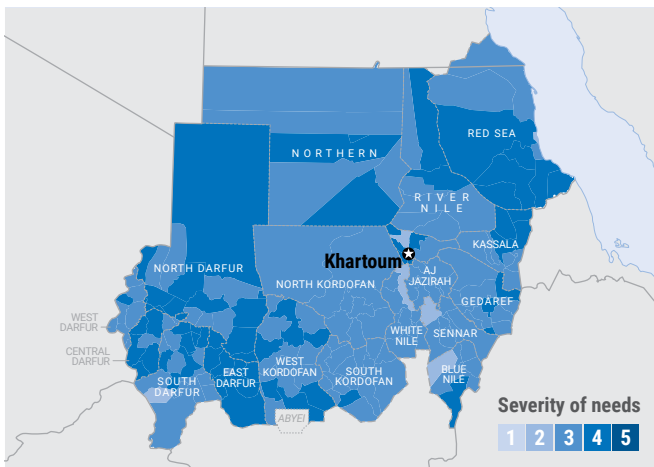 RED SEA
NORTHERN
RIVER
NILE
Khartoum
KASSALA
NORTH DARFUR
NORTH KORDOFAN
AJ
JAZIRAH
GEDAREF
WEST
DARFUR
WHITE
NILE
SENNAR
CENTRAL
DARFUR
SOUTH
DARFUR
EAST
DARFUR
WEST
KORDOFAN
SOUTH
KORDOFAN
BLUE
NILE
ABYEI
Severity of needs
1 2 3 4 5